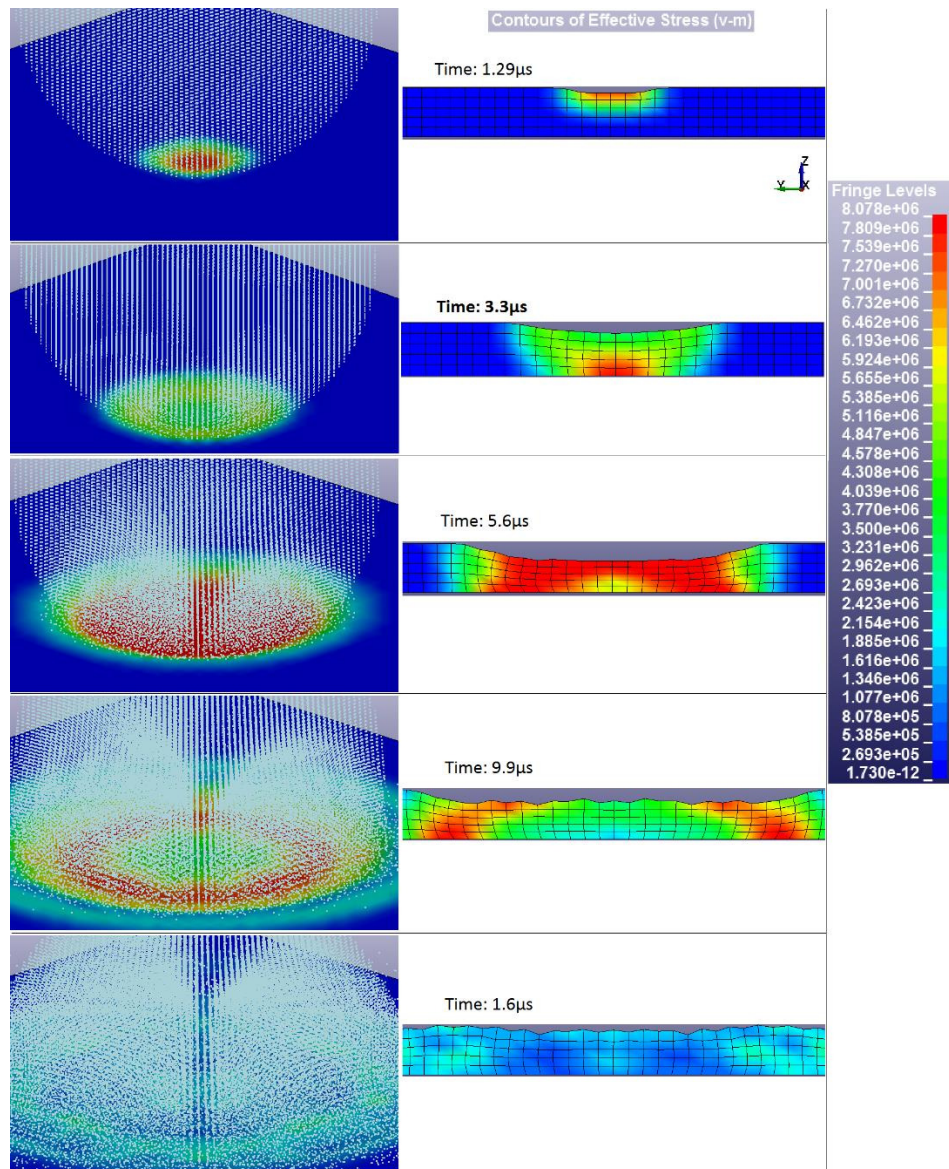 Contours of Effective Stress (v-m)
Time: 1.29μs
Z
Y X
Fringe Levels
8.078e+06
7.809e+06
7.539e+06
7.270e+06
7.001e+06
6.732e+06
6.462e+06
6.193e+06
5.924e+06
5.655e+06
5.385e+06
5.116e+06
4.847e+06
4.578e+06
4.308e+06
4.039e+06
3.770e+06
3.500e+06
3.231e+06
2.962e+06
2.693e+06
2.423e+06
2.154e+06
1.885e+06
1.616e+06
1.346e+06
1.077e+06
8.078e+05
5.385e+05
2.693e+05
1.730e-12
Time: 3.3μs
Time: 5.6μs
Time: 9.9μs
Time: 1.6μs